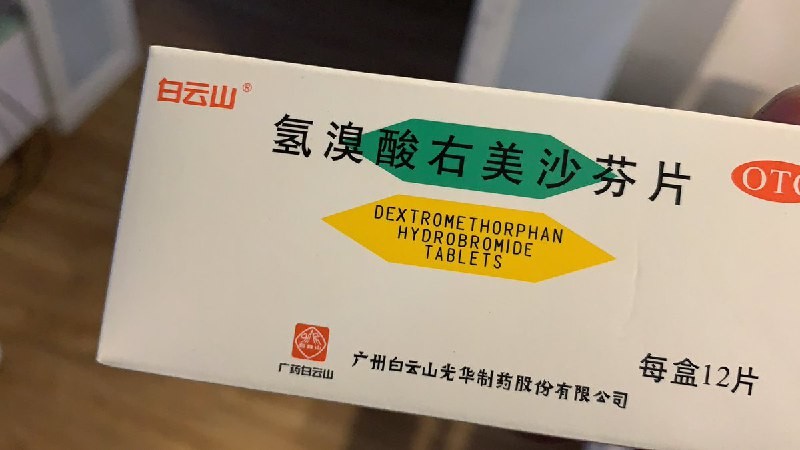 白云山®
氢溴酸右美沙芬片
OTC
DEXTROMETHORPHAN
HYDROBROMIDE
TABLETS
广药白云山
广州白云山光华制药股份有限公司
每盒12片